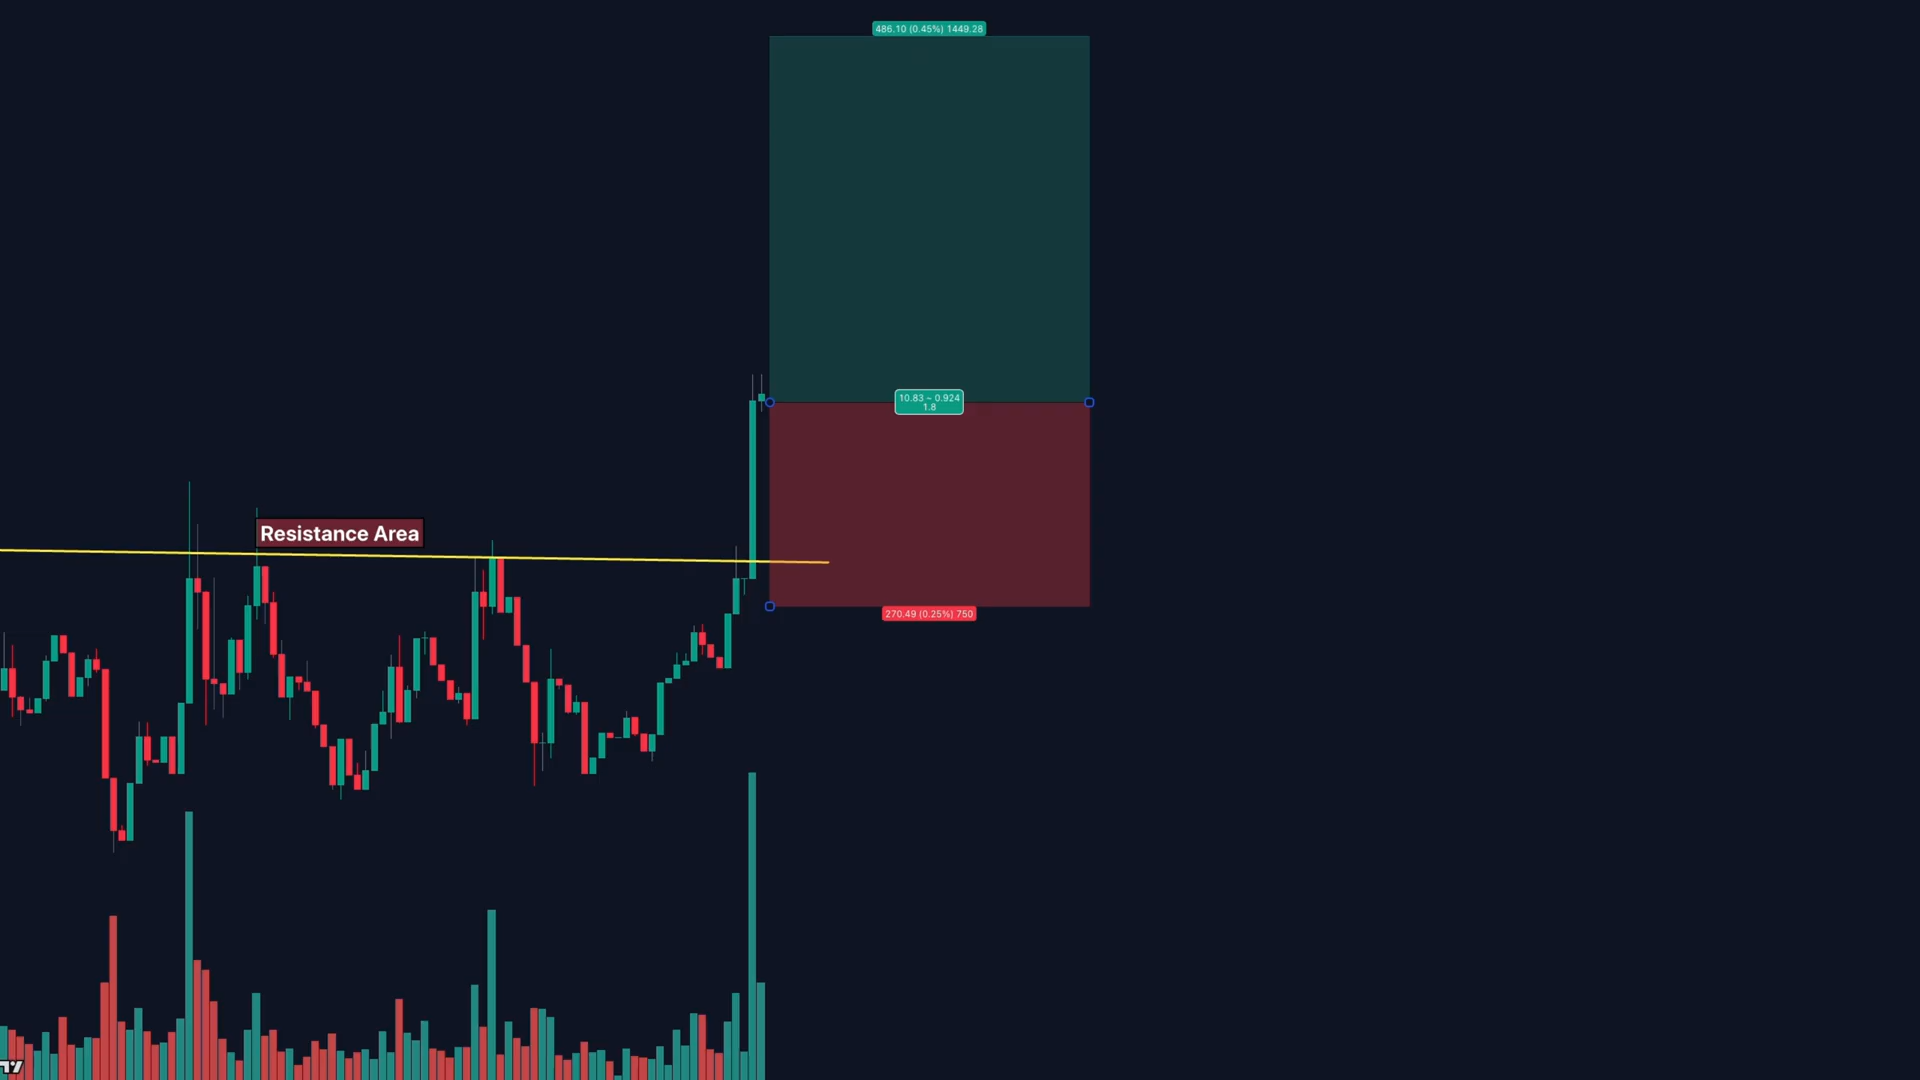 486.10 (0.45%) 1449.28
10.83 ~ 0.924
1.8
Resistance Area
270.49 (0.25%) 750